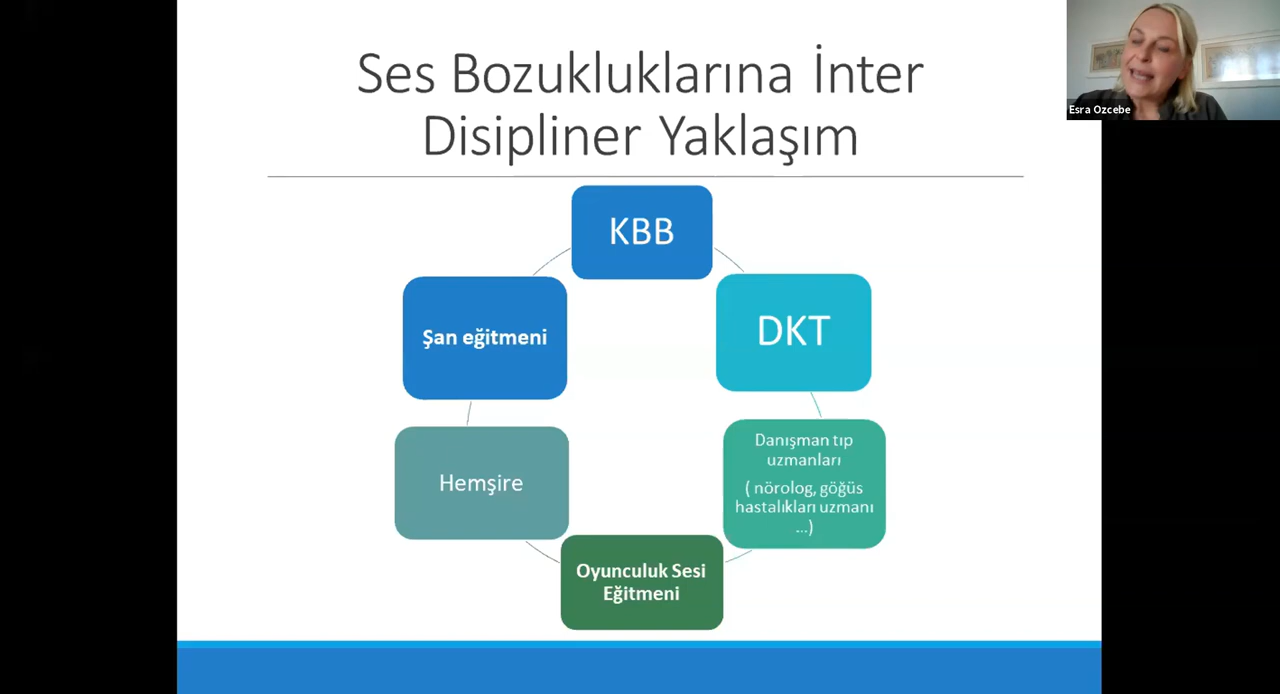 Ses Bozukluklarına İnter
Disipliner Yaklaşım
Esra Ozcebe
KBB
DKT
Danışman tıp
uzmanları
( nörolog, göğüs
hastalıkları uzmanı
...)
Oyunculuk Sesi
Eğitmeni
Hemşire
Şan eğitmeni